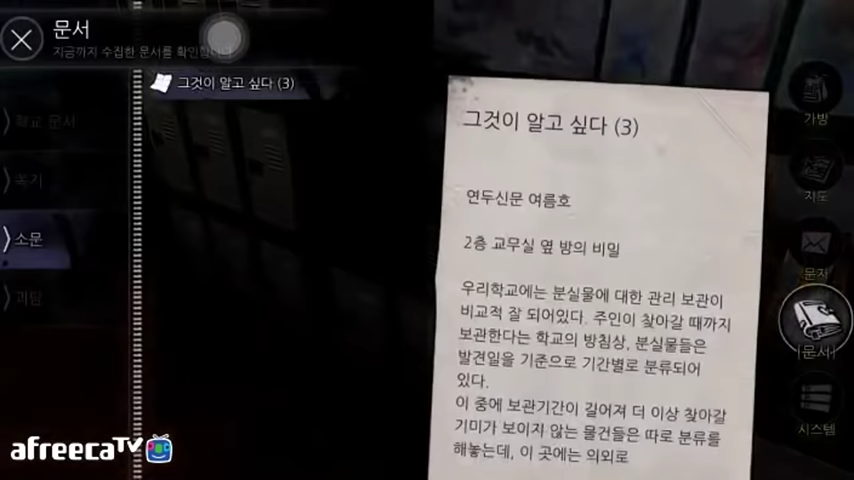 문서
지금까지 수집한 문서를 확인합니다
그것이 알고 싶다 (3)
학교 문서
쪽지
소문
괴담
그것이 알고 싶다 (3)
연두신문 여름호
2층 교무실 옆 방의 비밀
우리학교에는 분실물에 대한 관리 보관이
비교적 잘 되어있다. 주인이 찾아갈 때까지
보관한다는 학교의 방침상, 분실물들은
발견일을 기준으로 기간별로 분류되어
있다.
이 중에 보관기간이 길어져 더 이상 찾아갈
기미가 보이지 않는 물건들은 따로 분류를
해놓는데, 이 곳에는 의외로
가방
지도
문자
문서
시스템
afreecaTV